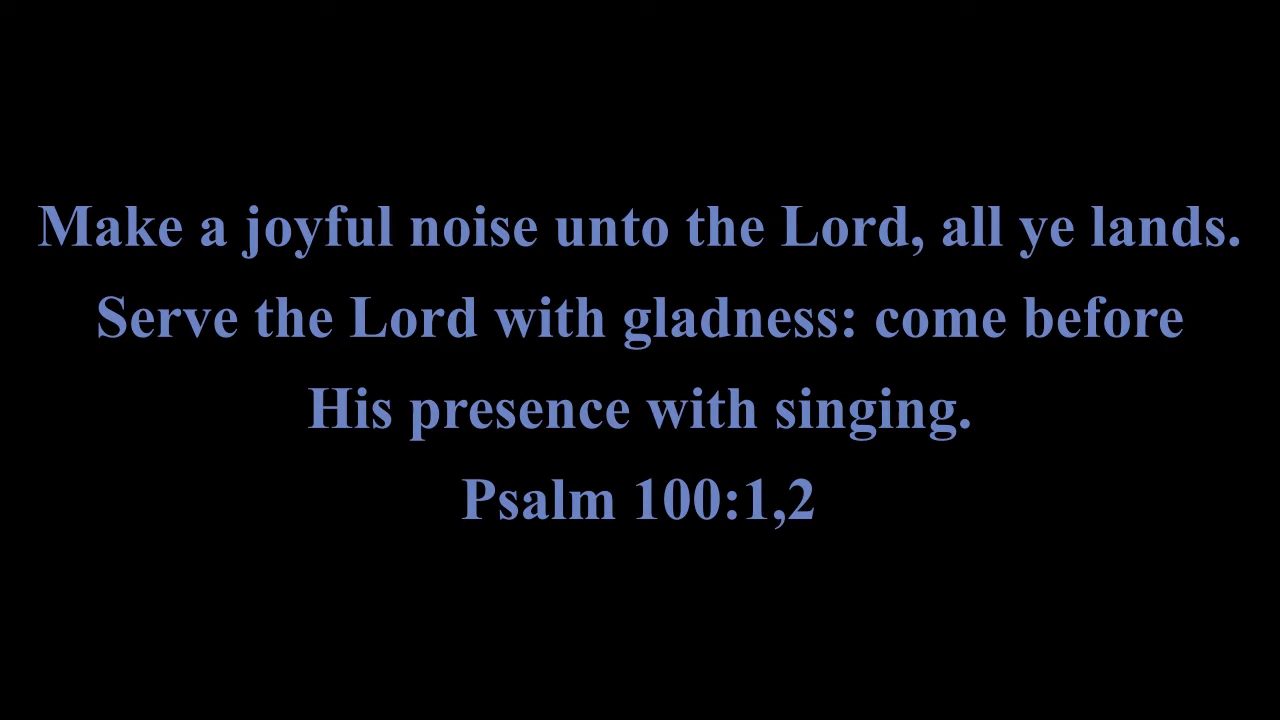 Make a joyful noise unto the Lord, all ye lands.
Serve the Lord with gladness: come before
His presence with singing.
Psalm 100:1,2